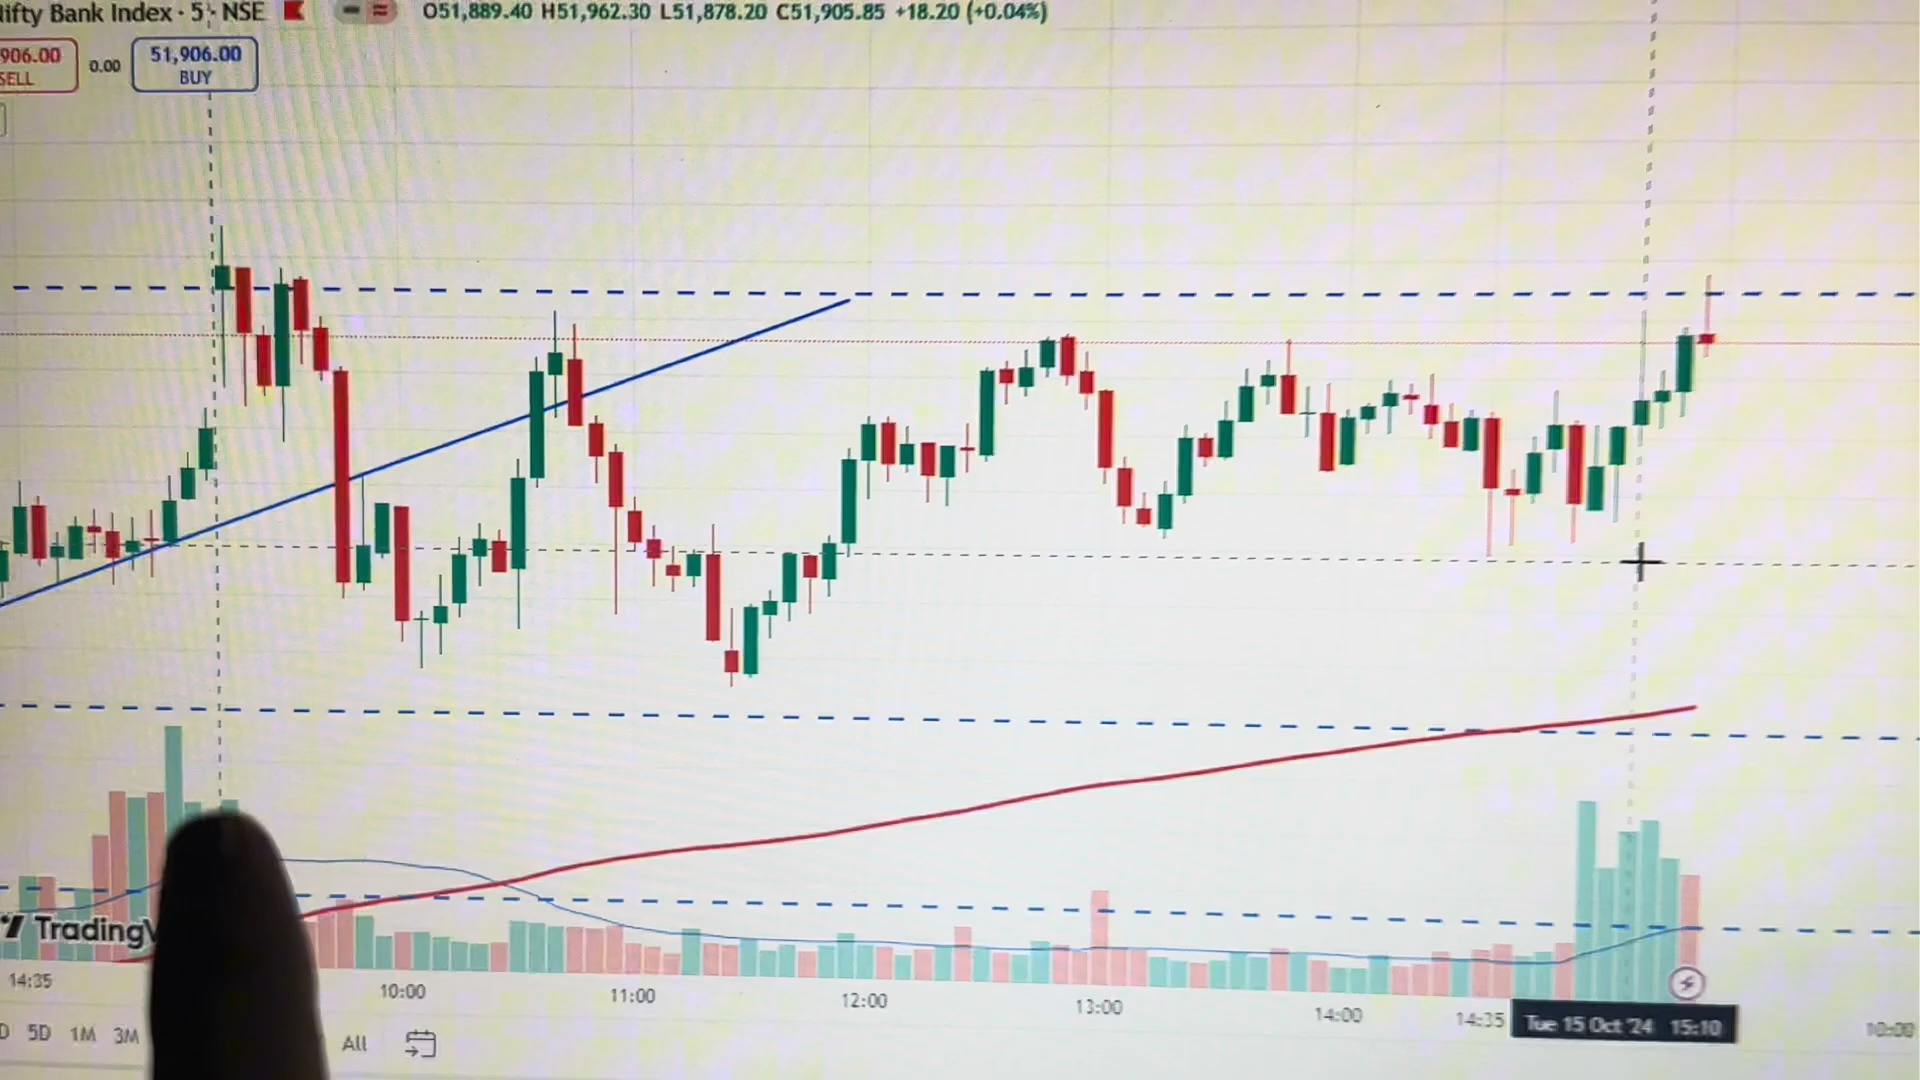 ifty Bank Index · 5 · NSE O51,889.40 H51,962.30 L51,878.20 C51,905.85 +18.20 (+0.04%)
906.00 0.00 51,906.00
SELL BUY
TradingV
14:35 10:00 11:00 12:00 13:00 14:00 14:35 Tue 15 Oct '24 15:10 10:00
D 5D 1M 3M All